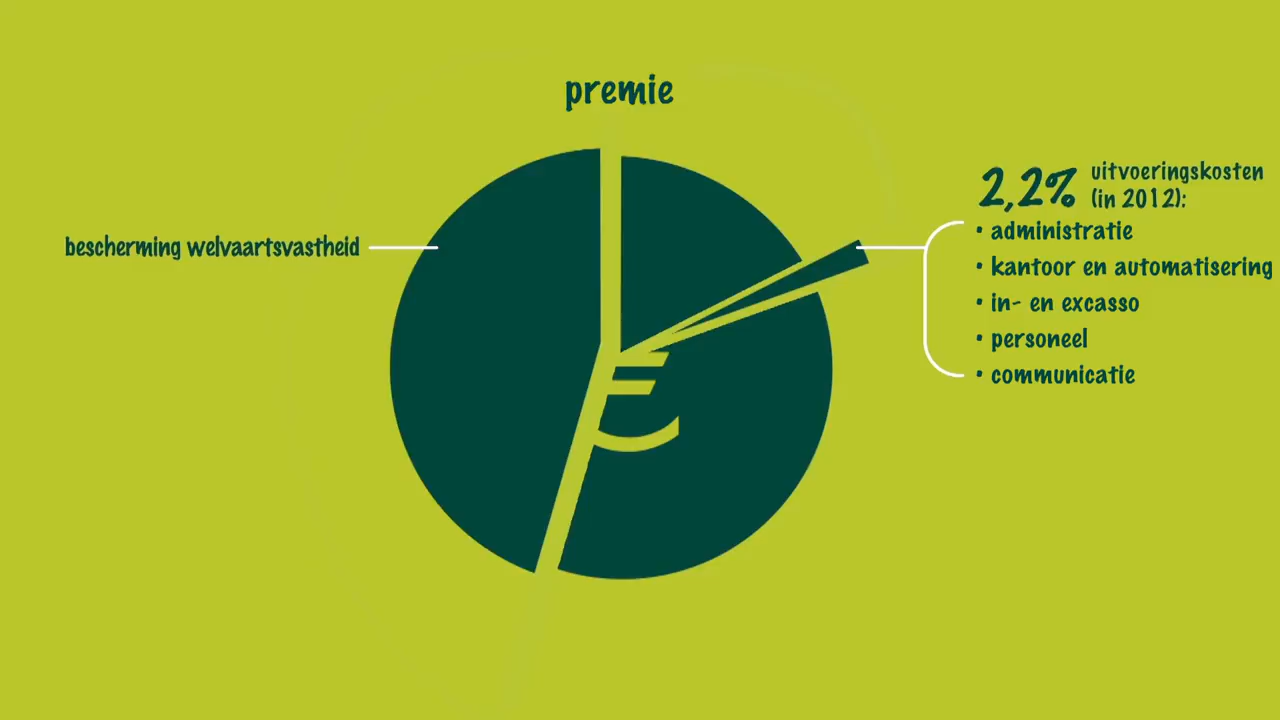 premie
bescherming welvaartsvastheid
2,2% uitvoeringskosten
(in 2012):
• administratie
• kantoor en automatisering
• in- en excasso
• personeel
• communicatie
€